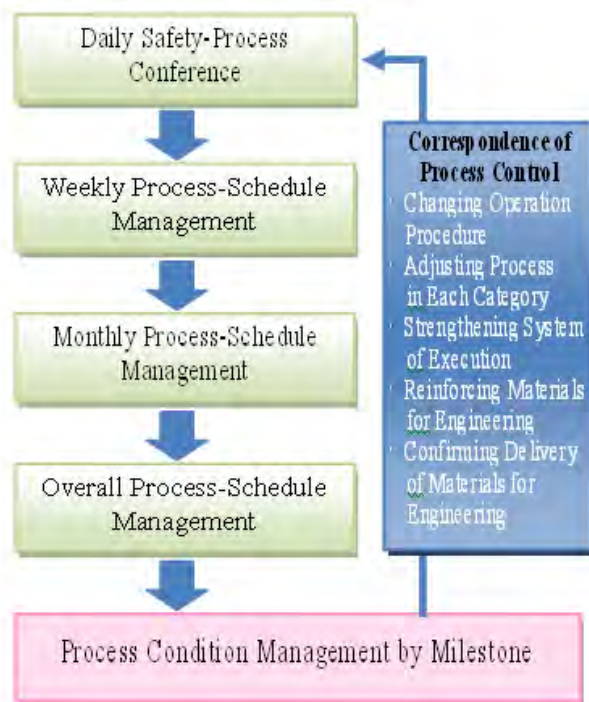 Daily Safety-Process
Conference
Weekly Process-Schedule
Management
Monthly Process-Schedule
Management
Overall Process-Schedule
Management
Process Condition Management by Milestone
Correspondence of
Process Control
· Changing Operation
Procedure
· Adjusting Process
in Each Category
· Strengthening System
of Execution
· Reinforcing Materials
for Engineering
· Confirming Delivery
of Materials for
Engineering